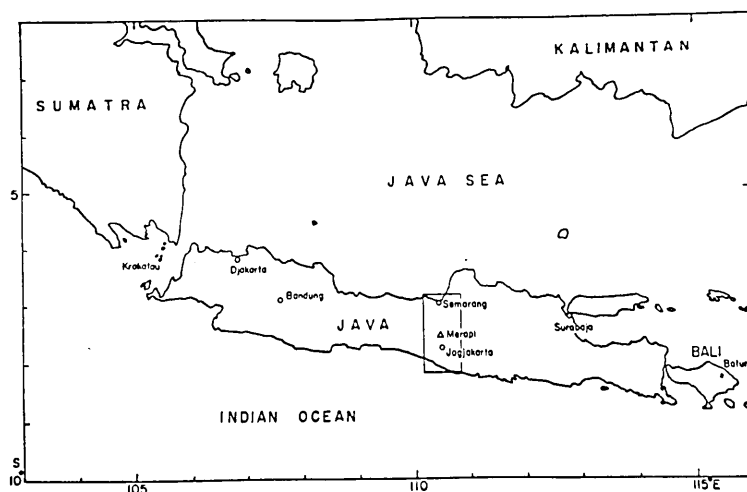 KALIMANTAN
SUMATRA
JAVA SEA
5
Krakatau
Djakarta
Bandung
Semarang
JAVA
Merapi
Surabaja
Jogjakarta
BALI
Batur
INDIAN OCEAN
S
10°
105
110
115°E